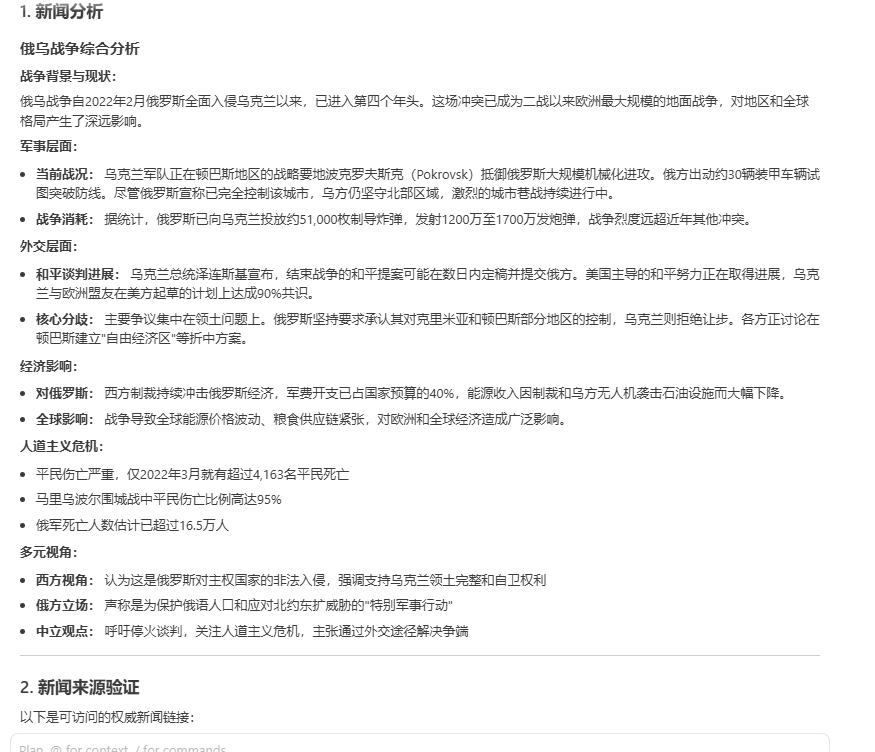 1. 新闻分析
俄乌战争综合分析
战争背景与现状：
俄乌战争自2022年2月俄罗斯全面入侵乌克兰以来，已进入第四个年头。这场冲突已成为二战以来欧洲最大规模的地面战争，对地区和全球
格局产生了深远影响。
军事层面：
• 当前战况： 乌克兰军队正在顿巴斯地区的战略要地波克罗夫斯克（Pokrovsk）抵御俄罗斯大规模机械化进攻。俄方出动约30辆装甲车辆试
图突破防线。尽管俄罗斯宣称已完全控制该城市，乌方仍坚守北部区域，激烈的城市巷战持续进行中。
• 战争消耗： 据统计，俄罗斯已向乌克兰投放约51,000枚制导炸弹，发射1200万至1700万发炮弹，战争烈度远超近年其他冲突。
外交层面：
• 和平谈判进展： 乌克兰总统泽连斯基宣布，结束战争的和平提案可能在数日内定稿并提交俄方。美国主导的和平努力正在取得进展，乌克
兰与欧洲盟友在美方起草的计划上达成90%共识。
• 核心分歧： 主要争议集中在领土问题上。俄罗斯坚持要求承认其对克里米亚和顿巴斯部分地区的控制，乌克兰则拒绝让步。各方正讨论在
顿巴斯建立"自由经济区"等折中方案。
经济影响：
• 对俄罗斯： 西方制裁持续冲击俄罗斯经济，军费开支已占国家预算的40%，能源收入因制裁和乌方无人机袭击石油设施而大幅下降。
• 全球影响： 战争导致全球能源价格波动、粮食供应链紧张，对欧洲和全球经济造成广泛影响。
人道主义危机：
• 平民伤亡严重，仅2022年3月就有超过4,163名平民死亡
• 马里乌波尔围城战中平民伤亡比例高达95%
• 俄军死亡人数估计已超过16.5万人
多元视角：
• 西方视角： 认为这是俄罗斯对主权国家的非法入侵，强调支持乌克兰领土完整和自卫权利
• 俄方立场： 声称是为保护俄语人口和应对北约东扩威胁的"特别军事行动"
• 中立观点： 呼吁停火谈判，关注人道主义危机，主张通过外交途径解决争端
2. 新闻来源验证
以下是可访问的权威新闻链接：
Plan, @ for context, / for commands